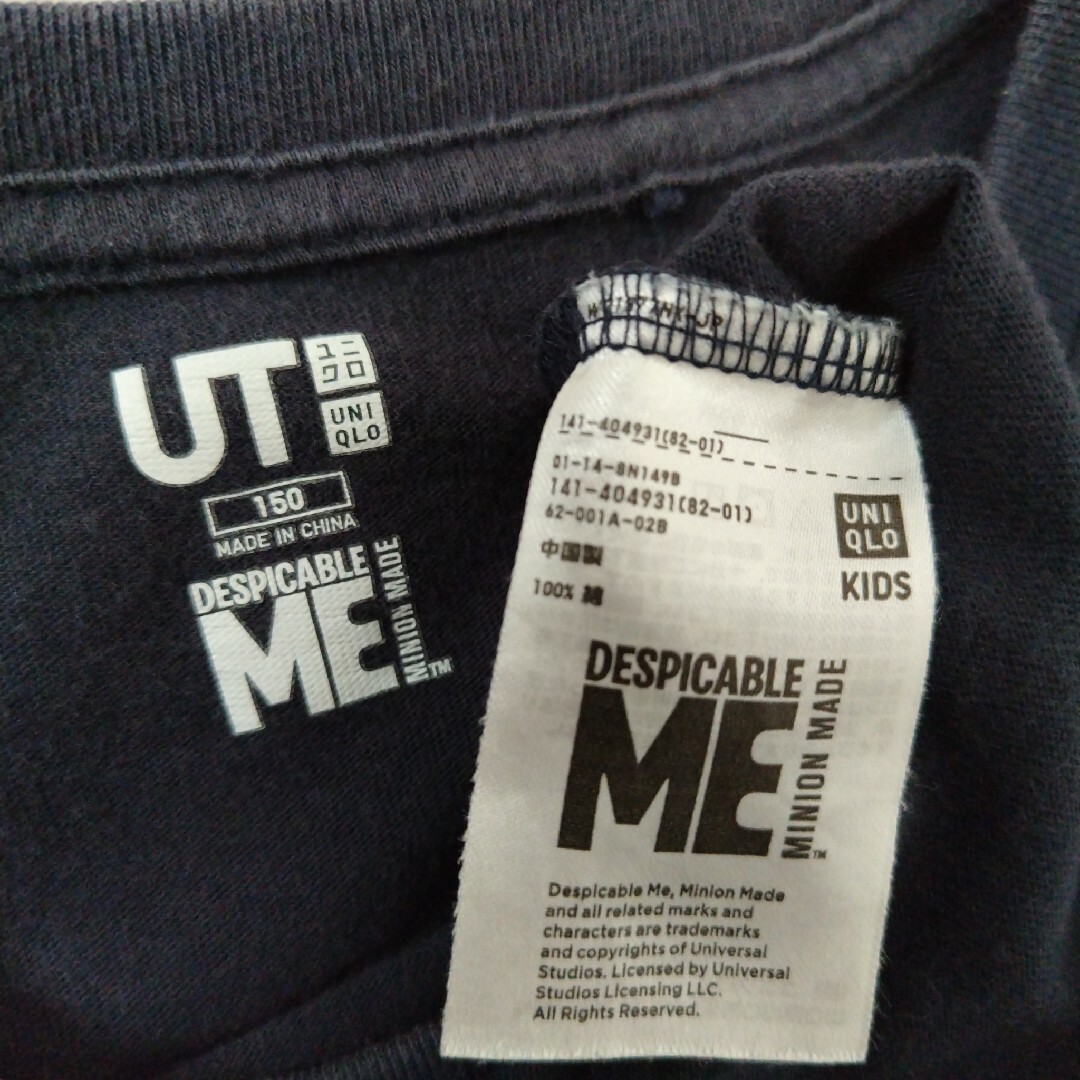 UT
ユニ
クロ
UNI
QLO
150
MADE IN CHINA
DESPICABLE
ME
MINION MADE
TM
141-404931(82-01)
01-14-8N149B
141-404931(82-01)
62-001A-02B
中国製
100% 綿
UNI
QLO
KIDS
DESPICABLE
ME
MINION MADE
TM
Despicable Me, Minion Made
and all related marks and
characters are trademarks
and copyrights of Universal
Studios. Licensed by Universal
Studios Licensing LLC.
All Rights Reserved.